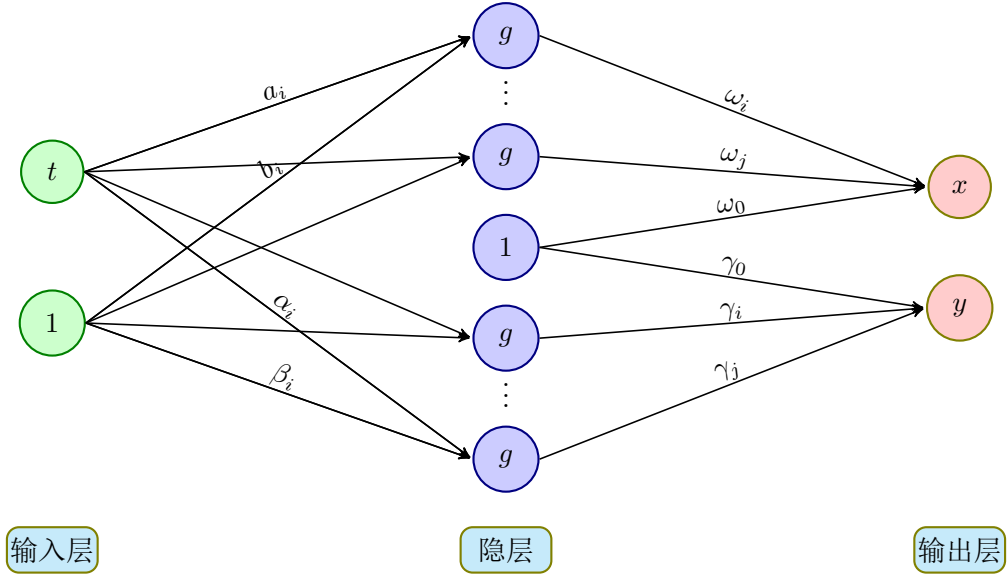 g
a_i
ω_i
⋮
t
b_i
g
ω_j
x
ω_0
1
γ_0
1
α_i
g
γ_i
y
β_i
⋮
γ_j
g
输入层
隐层
输出层